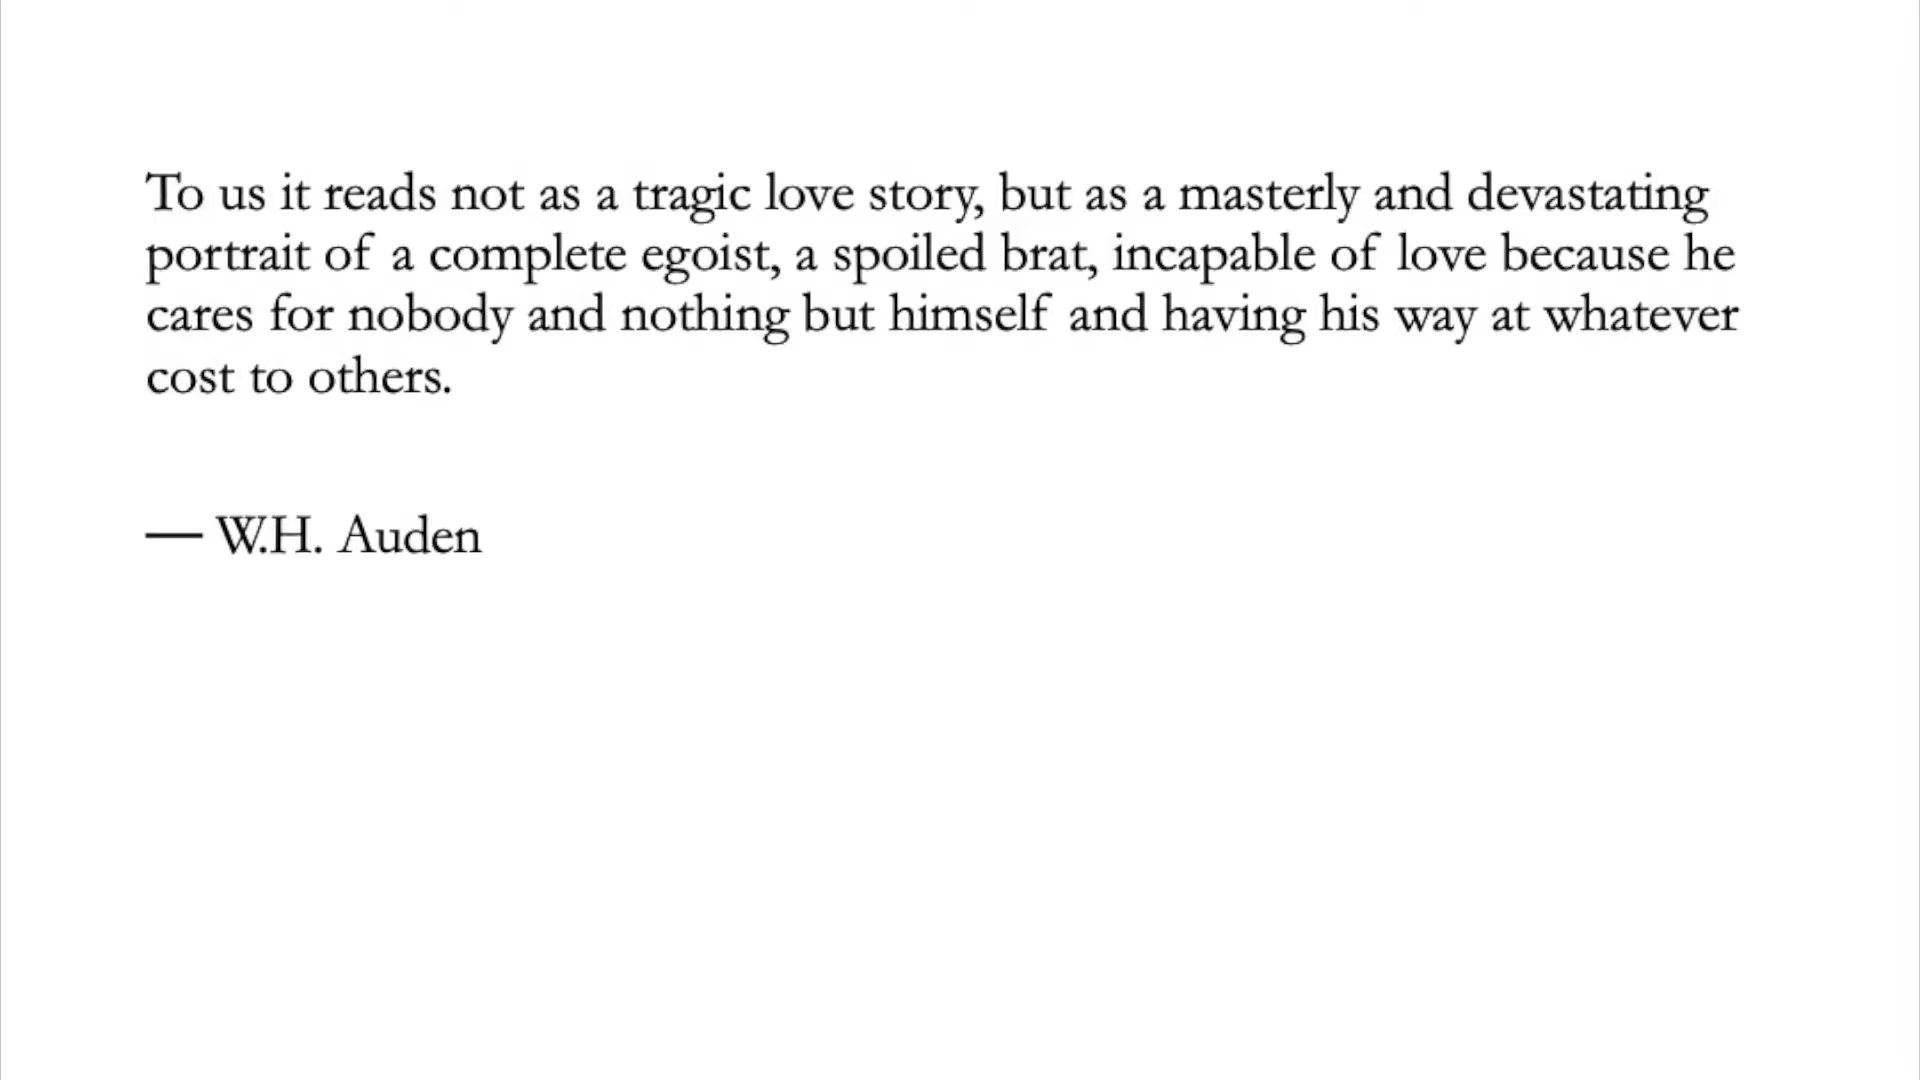 To us it reads not as a tragic love story, but as a masterly and devastating
portrait of a complete egoist, a spoiled brat, incapable of love because he
cares for nobody and nothing but himself and having his way at whatever
cost to others.
— W.H. Auden